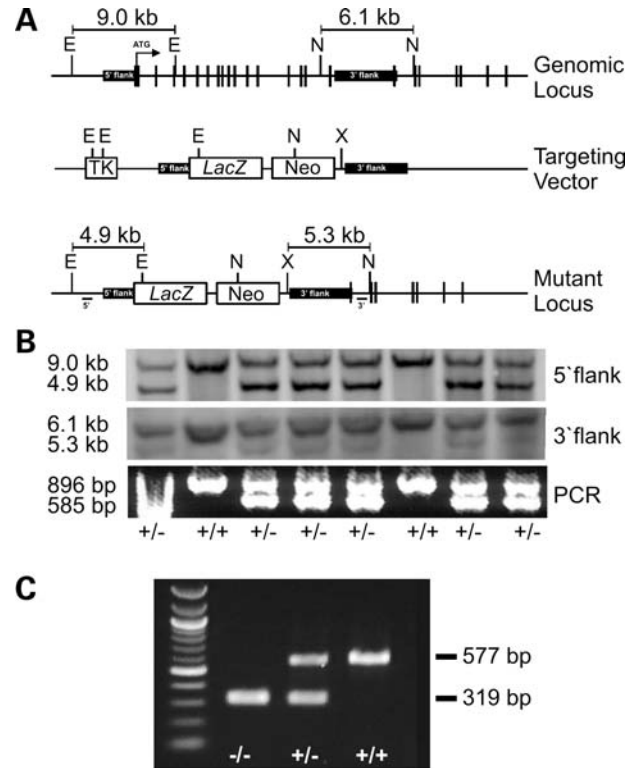 A
9.0 kb
6.1 kb
E
ATG
E
N
N
5' flank
3' flank
Genomic
Locus
E E
E
N
X
TK
5' flank
LacZ
Neo
3' flank
Targeting
Vector
4.9 kb
5.3 kb
E
E
N
X
N
5'
5' flank
LacZ
Neo
3' flank
3'
Mutant
Locus
B
9.0 kb
4.9 kb
5`flank
6.1 kb
5.3 kb
3`flank
896 bp
585 bp
PCR
+/- +/+ +/- +/- +/- +/+ +/- +/-
C
577 bp
319 bp
-/- +/- +/+